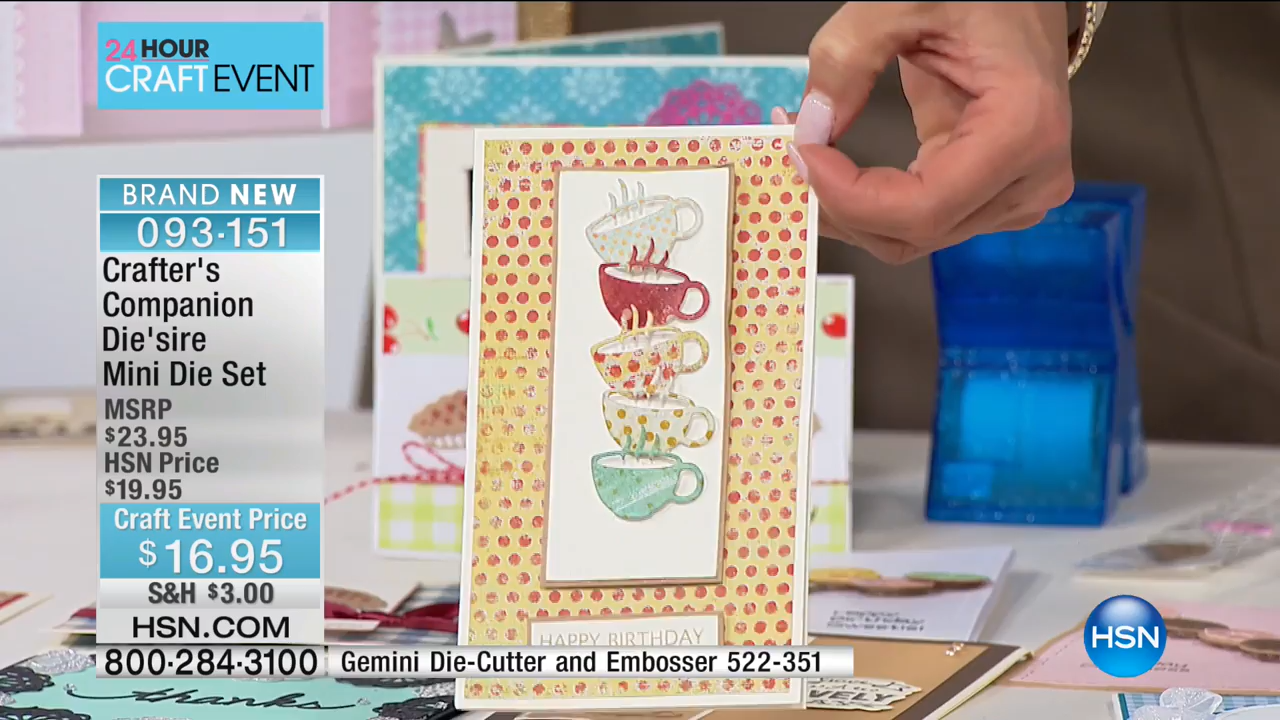 24 HOUR
CRAFT EVENT
BRAND NEW
093-151
Crafter's
Companion
Die'sire
Mini Die Set
MSRP
$23.95
HSN Price
$19.95
Craft Event Price
$16.95
S&H $3.00
HSN.COM
800·284·3100
Gemini Die-Cutter and Embosser 522-351
HAPPY BIRTHDAY
thanks
HSN